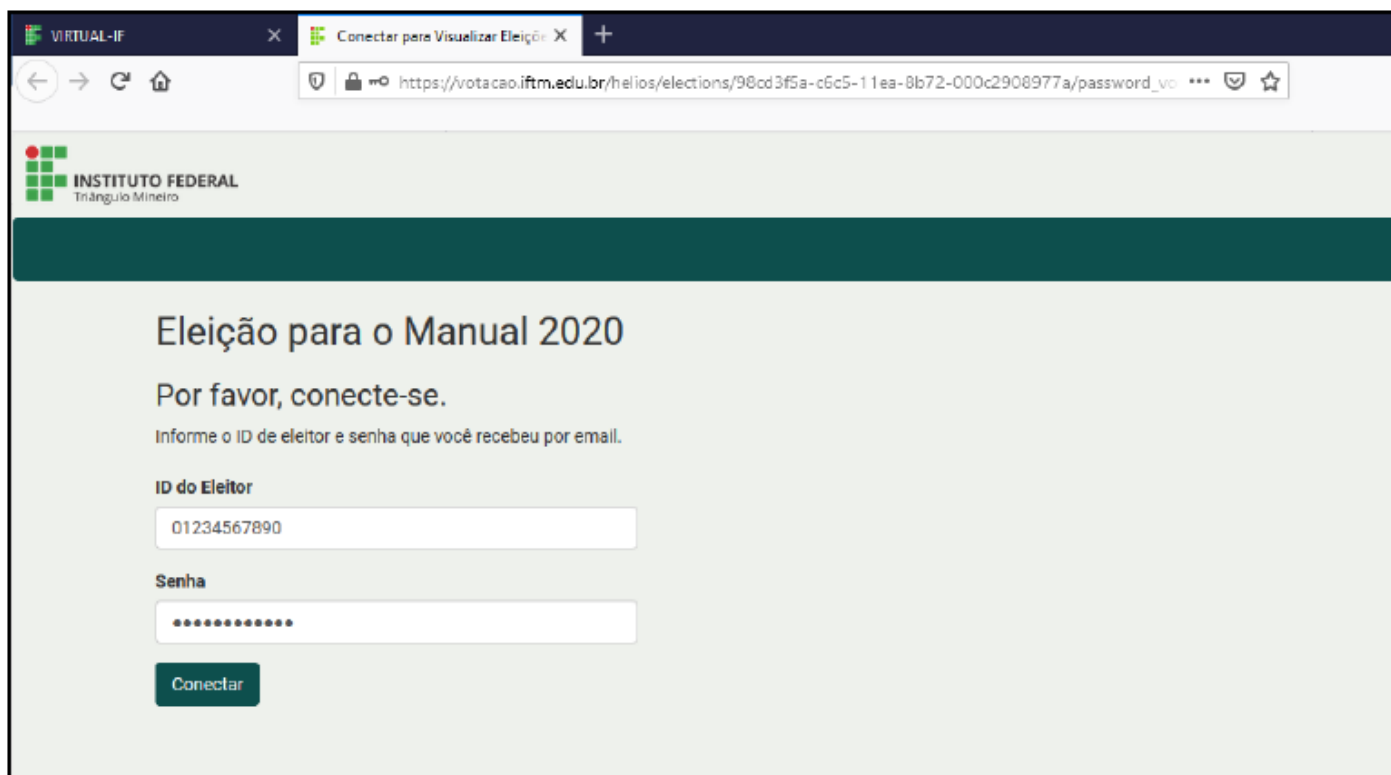 VIRTUAL-IF
Conectar para Visualizar Eleiçõe
https://votacao.iftm.edu.br/helios/elections/98cd3f5a-c6c5-11ea-8b72-000c2908977a/password_vo
INSTITUTO FEDERAL
Triângulo Mineiro
Eleição para o Manual 2020
Por favor, conecte-se.
Informe o ID de eleitor e senha que você recebeu por email.
ID do Eleitor
01234567890
Senha
••••••••••••
Conectar